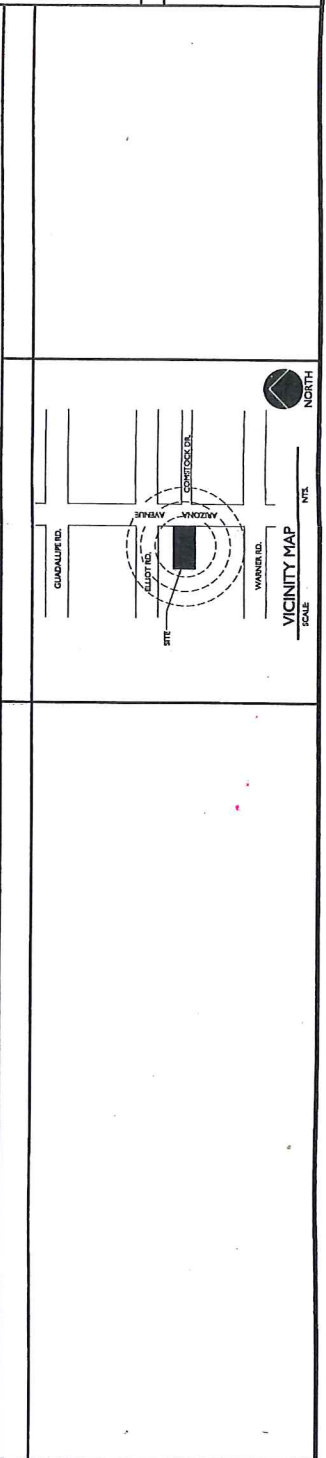 GUADALUPE RD.
ELLIOT RD.
COMSTOCK DR.
ARIZONA AVENUE
SITE
WARNER RD.
VICINITY MAP
SCALE: NTS.
NORTH